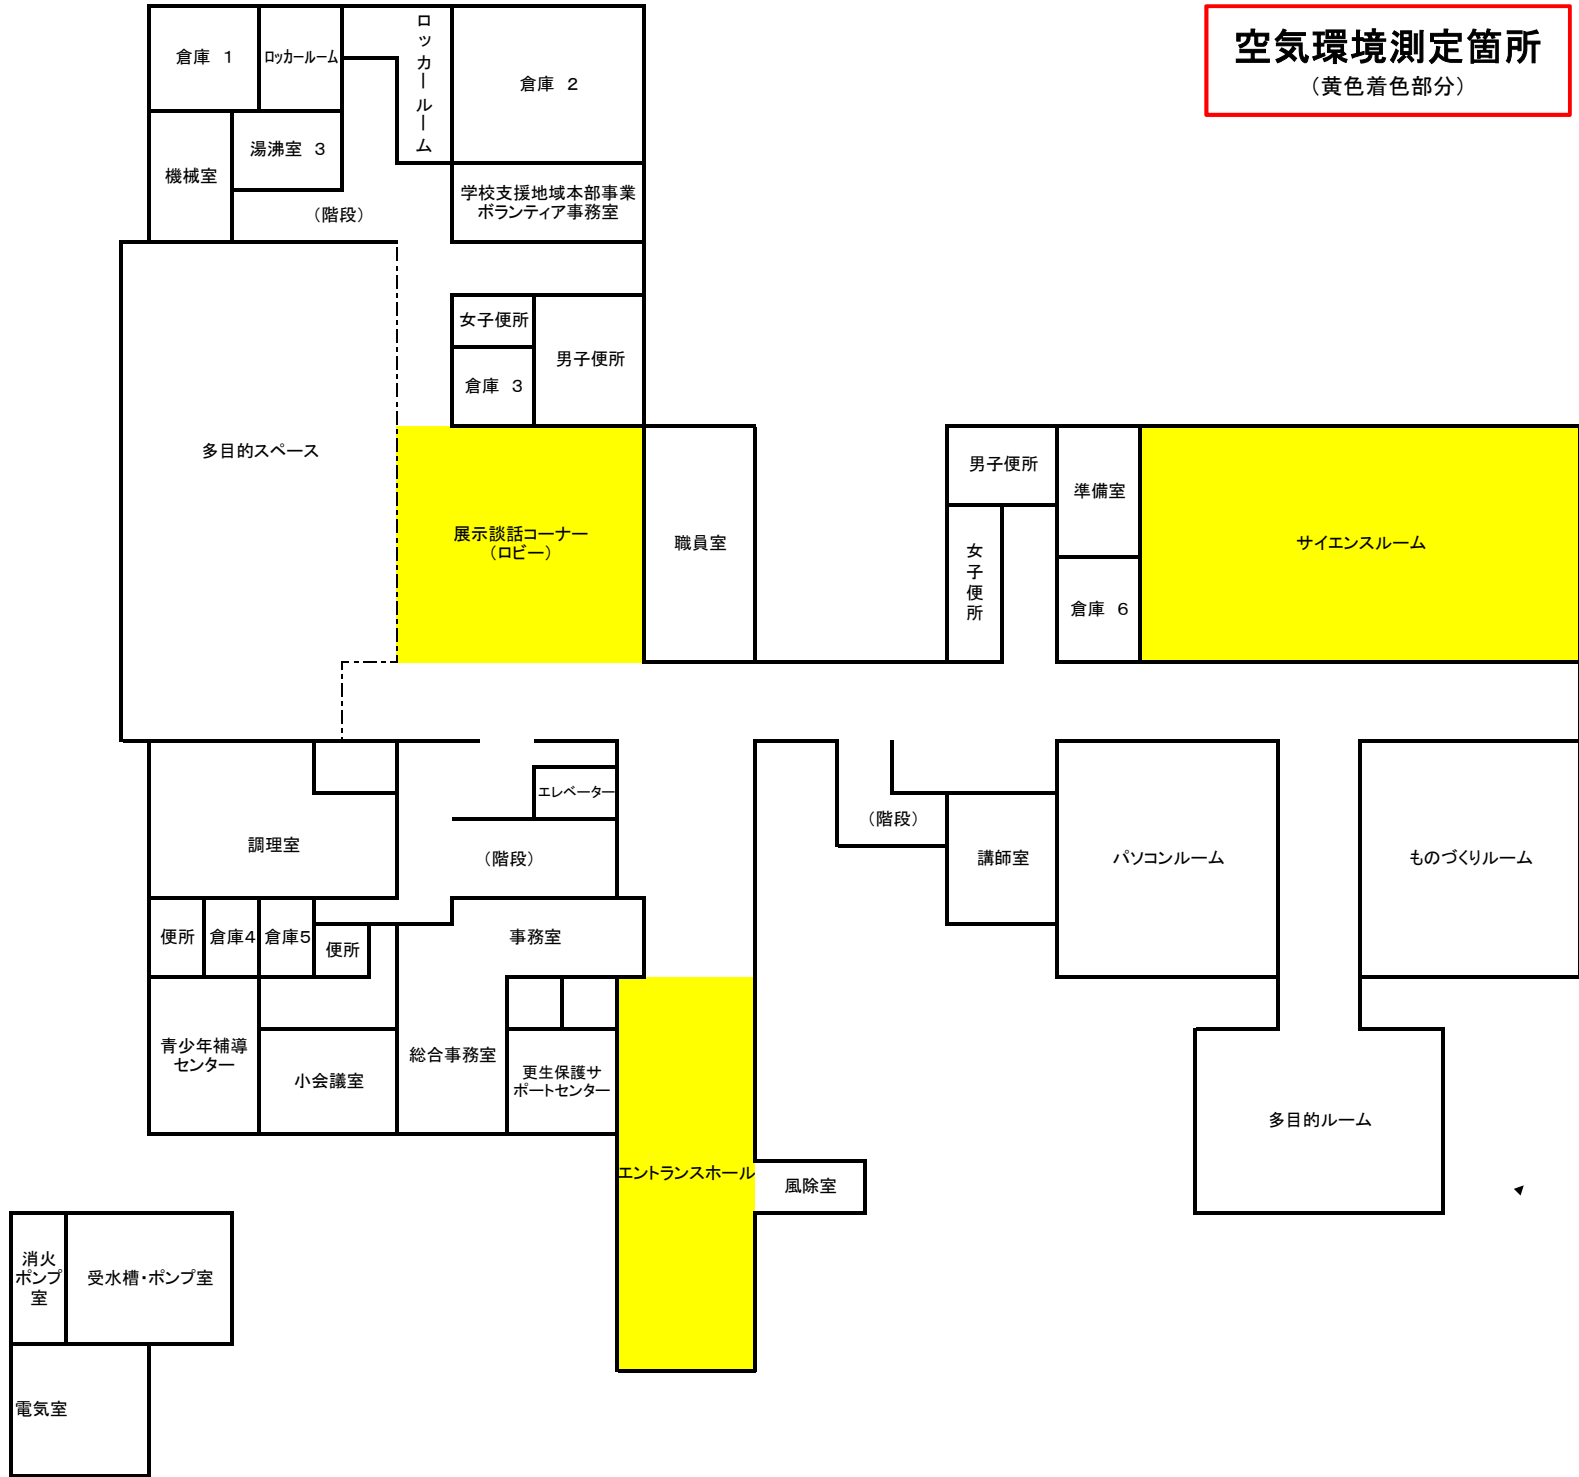 空気環境測定箇所
（黄色着色部分）
倉庫 1
ロッカールーム
ロッカールーム
倉庫 2
湯沸室 3
機械室
（階段）
学校支援地域本部事業
ボランティア事務室
女子便所
男子便所
倉庫 3
多目的スペース
展示談話コーナー
（ロビー）
職員室
男子便所
準備室
女子便所
倉庫 6
サイエンスルーム
エレベーター
調理室
（階段）
（階段）
講師室
パソコンルーム
ものづくりルーム
便所
倉庫4
倉庫5
便所
事務室
青少年補導
センター
小会議室
総合事務室
更生保護サ
ポートセンター
多目的ルーム
エントランスホール
風除室
消火
ポンプ
室
受水槽・ポンプ室
電気室